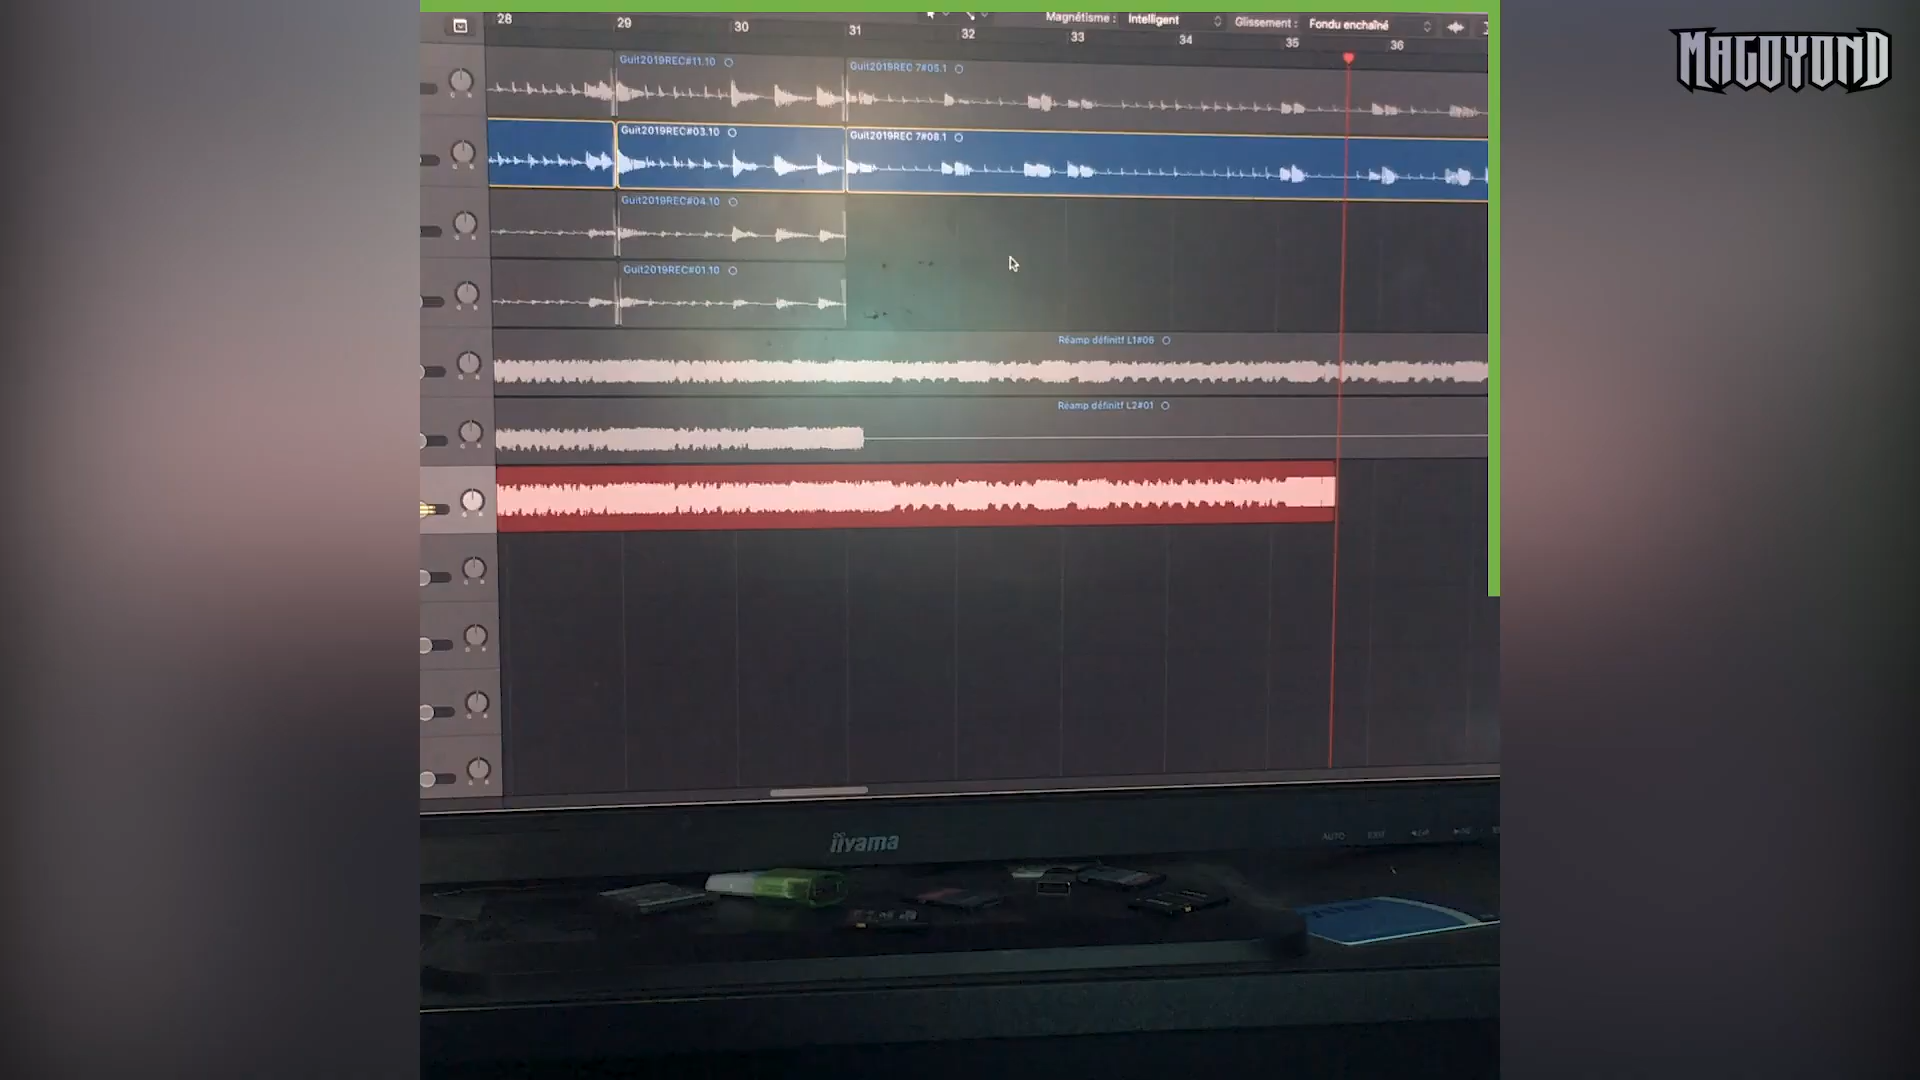 MAGOYOND
Magnétisme : Intelligent Glissement : Fondu enchaîné
28 29 30 31 32 33 34 35 36
Guit2019REC#11.10 Guit2019REC 7#05.1
Guit2019REC#03.10 Guit2019REC 7#08.1
Guit2019REC#04.10
Guit2019REC#01.10
Réamp définitf L1#06
Réamp définitf L2#01
iiyama
AUTO EXIT